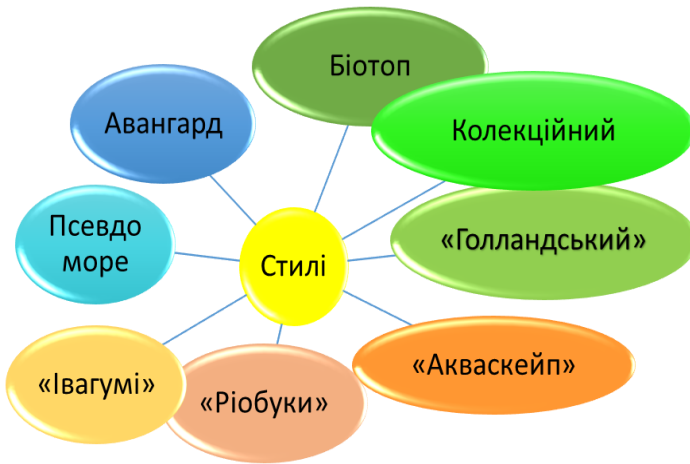 Біотоп
Авангард
Колекційний
Псевдо
море
Стилі
«Голландський»
«Івагумі»
«Ріобуки»
«Акваскейп»